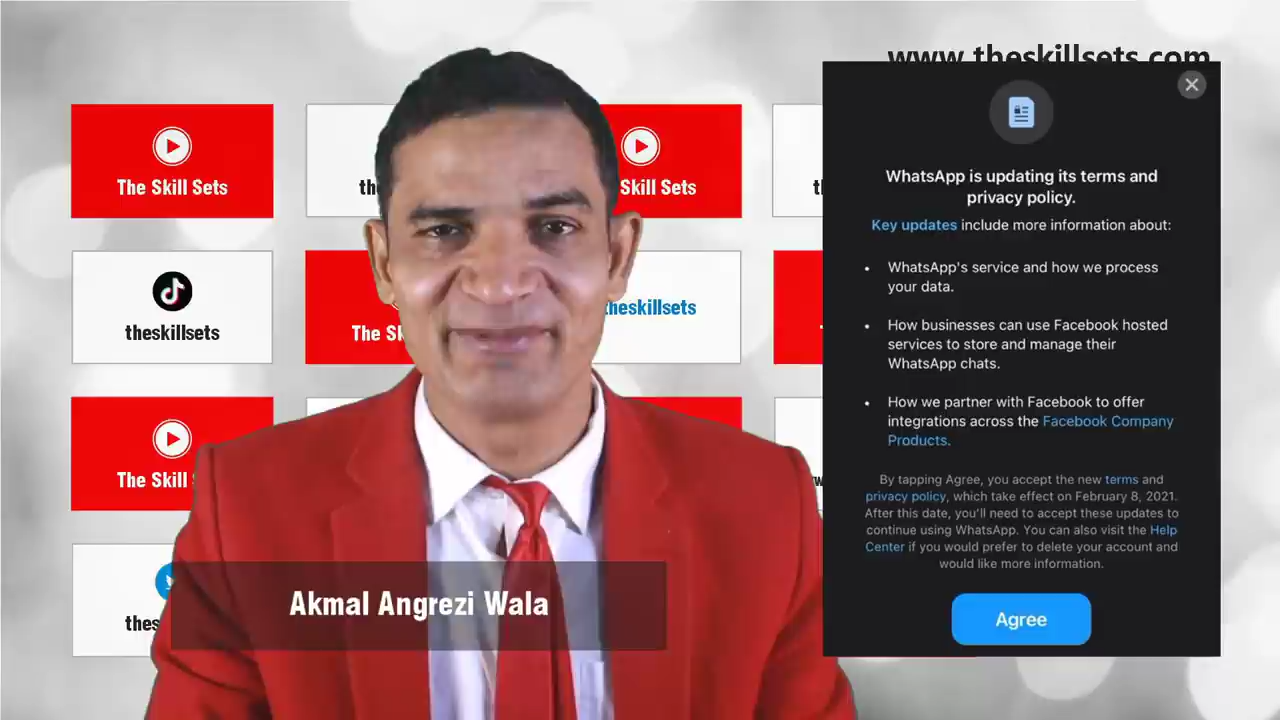 www.theskillsets.com
The Skill Sets
Skill Sets
theskillsets
The Sk
theskillsets
The Skill
Akmal Angrezi Wala
WhatsApp is updating its terms and
privacy policy.
Key updates include more information about:
• WhatsApp's service and how we process
your data.
• How businesses can use Facebook hosted
services to store and manage their
WhatsApp chats.
• How we partner with Facebook to offer
integrations across the Facebook Company
Products.
By tapping Agree, you accept the new terms and
privacy policy, which take effect on February 8, 2021.
After this date, you’ll need to accept these updates to
continue using WhatsApp. You can also visit the Help
Center if you would prefer to delete your account and
would like more information.
Agree